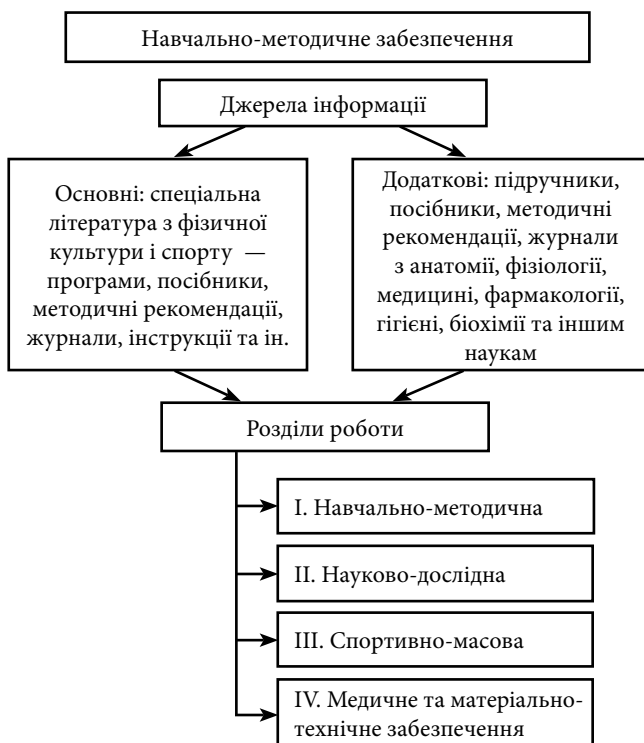 Навчально-методичне забезпечення
Джерела інформації
Основні: спеціальна
література з фізичної
культури і спорту —
програми, посібники,
методичні рекомендації,
журнали, інструкції та ін.
Додаткові: підручники,
посібники, методичні
рекомендації, журнали
з анатомії, фізіології,
медицині, фармакології,
гігієні, біохімії та іншим
наукам
Розділи роботи
I. Навчально-методична
II. Науково-дослідна
III. Спортивно-масова
IV. Медичне та матеріально-
технічне забезпечення